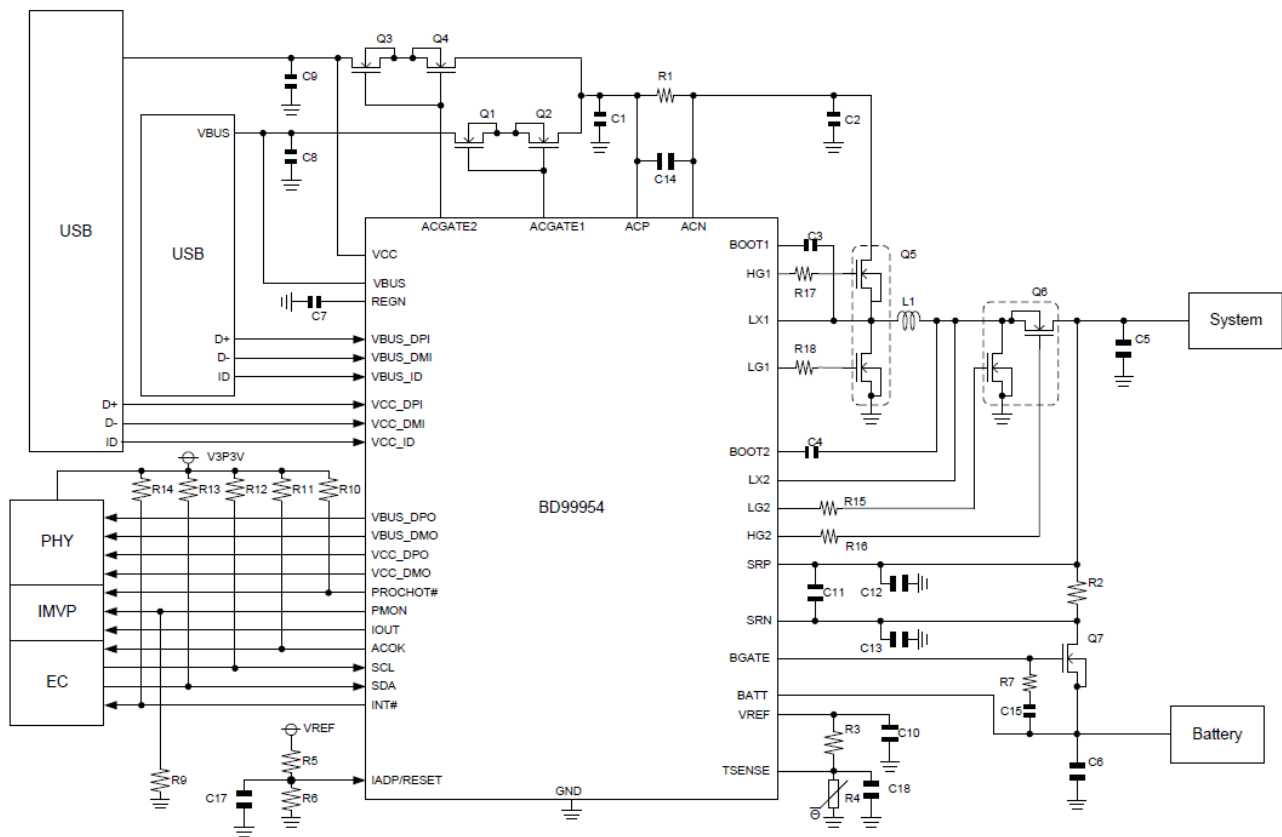 Q3
Q4
C9
R1
Q1
Q2
C1
C2
VBUS
C8
C14
USB
USB
ACGATE2
ACGATE1
ACP
ACN
VCC
BOOT1
C3
Q5
VBUS
HG1
R17
Q6
REGN
C7
LX1
L1
System
D+
VBUS_DPI
D-
VBUS_DMI
R18
C5
ID
VBUS_ID
LG1
D+
VCC_DPI
D-
VCC_DMI
ID
VCC_ID
BOOT2
C4
V3P3V
R14
R13
R12
R11
R10
LX2
BD99954
LG2
R15
VBUS_DPO
PHY
VBUS_DMO
HG2
R16
VCC_DPO
SRP
VCC_DMO
R2
PROCHOT#
C11
C12
IMVP
PMON
IOUT
SRN
ACOK
C13
Q7
SCL
BGATE
EC
SDA
R7
INT#
BATT
C15
VREF
VREF
R3
C10
Battery
R5
R9
IADP/RESET
TSENSE
C6
C17
R6
GND
R4
C18
Θ